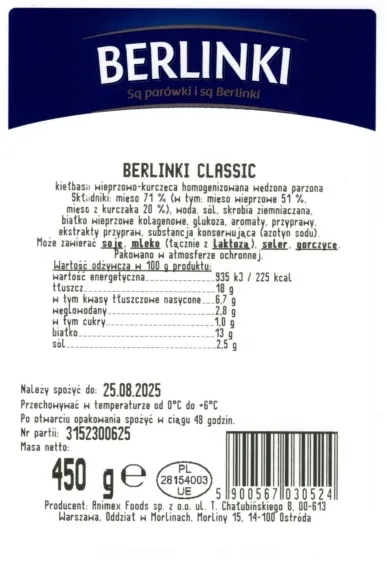 BERLINKI
Są parówki i są Berlinki
BERLINKI CLASSIC
kiełbasa wieprzowo-kurczęca homogenizowana wędzona parzona
Składniki: mięso 71 % (w tym: mięso wieprzowe 51 %,
mięso z kurczaka 20 %), woda, sól, skrobia ziemniaczana,
białko wieprzowe kolagenowe, glukoza, aromaty, przyprawy,
ekstrakty przypraw, substancja konserwująca (azotyn sodu).
Może zawierać soję, mleko (łącznie z laktozą), seler, gorczycę.
Pakowano w atmosferze ochronnej.
Wartość odżywcza w 100 g produktu:
wartość energetyczna 935 kJ / 225 kcal
tłuszcz 18 g
w tym kwasy tłuszczowe nasycone 6,7 g
węglowodany 2,8 g
w tym cukry 1,0 g
białko 13 g
sól 2,5 g
Należy spożyć do: 25.08.2025
Przechowywać w temperaturze od 0°C do +6°C
Po otwarciu opakowania spożyć w ciągu 48 godzin.
Nr partii: 3152300625
Masa netto:
450 g e
PL
28154003
UE
5 900567 030524
Producent: Animex Foods sp. z o.o. ul. T. Chałubińskiego 8, 00-613
Warszawa, Oddział w Morlinach, Morliny 15, 14-100 Ostróda